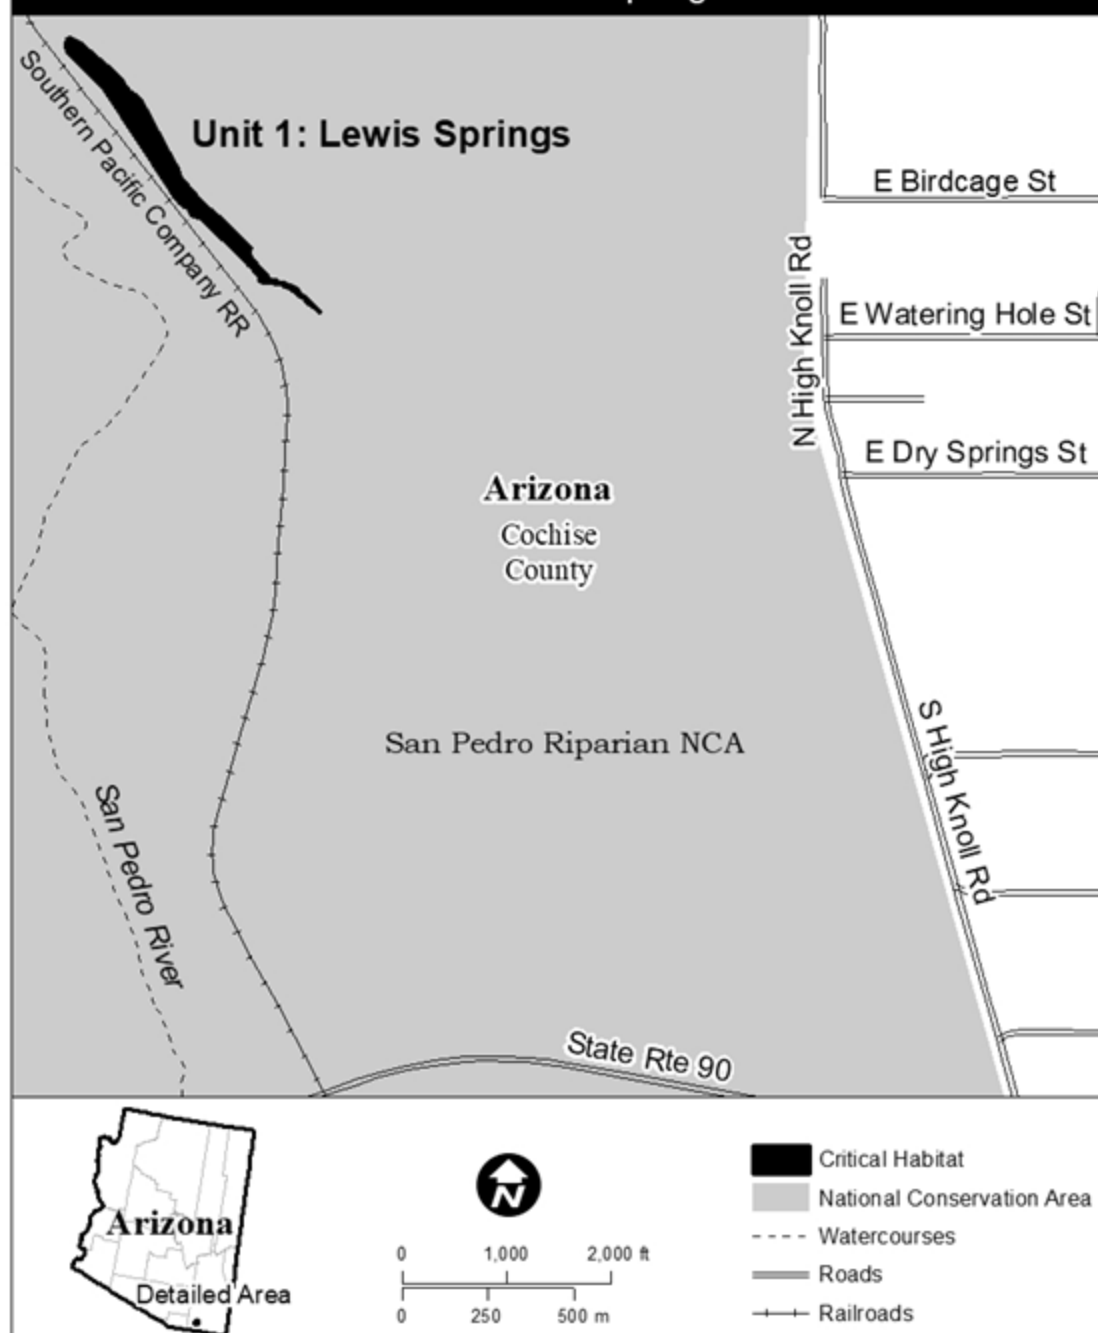 Unit 1: Lewis Springs
Southern Pacific Company RR
E Birdcage St
N High Knoll Rd
E Watering Hole St
E Dry Springs St
Arizona
Cochise
County
San Pedro Riparian NCA
S High Knoll Rd
San Pedro River
State Rte 90
Arizona
Detailed Area
N
0 1,000 2,000 ft
0 250 500 m
Critical Habitat
National Conservation Area
Watercourses
Roads
Railroads